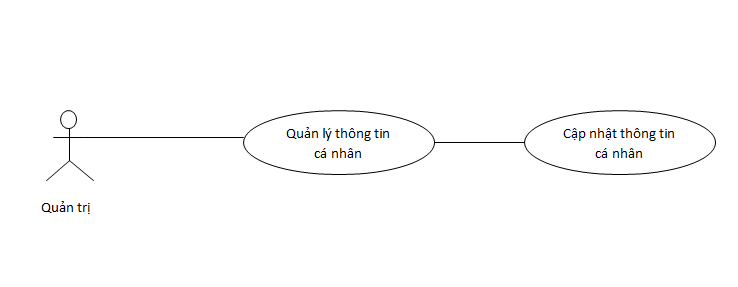 Quản lý thông tin
cá nhân
Cập nhật thông tin
cá nhân
Quản trị